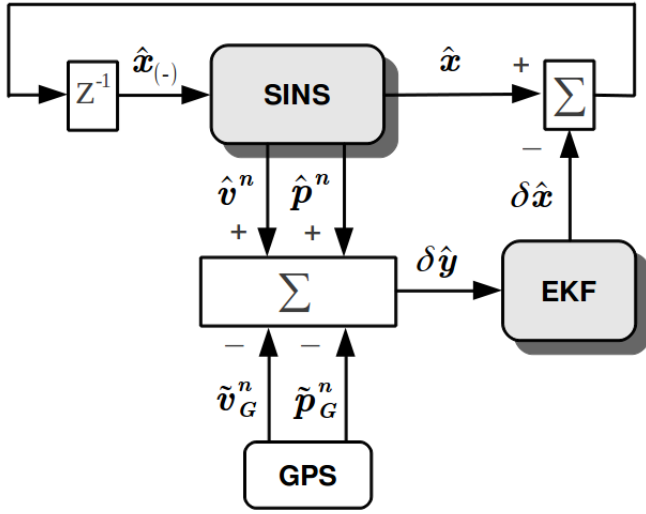 Z⁻¹
x̂₍₋₎
SINS
x̂
+
∑
−
v̂ⁿ
p̂ⁿ
δx̂
+
+
∑
δŷ
EKF
−
−
ṽⁿ_G
p̃ⁿ_G
GPS